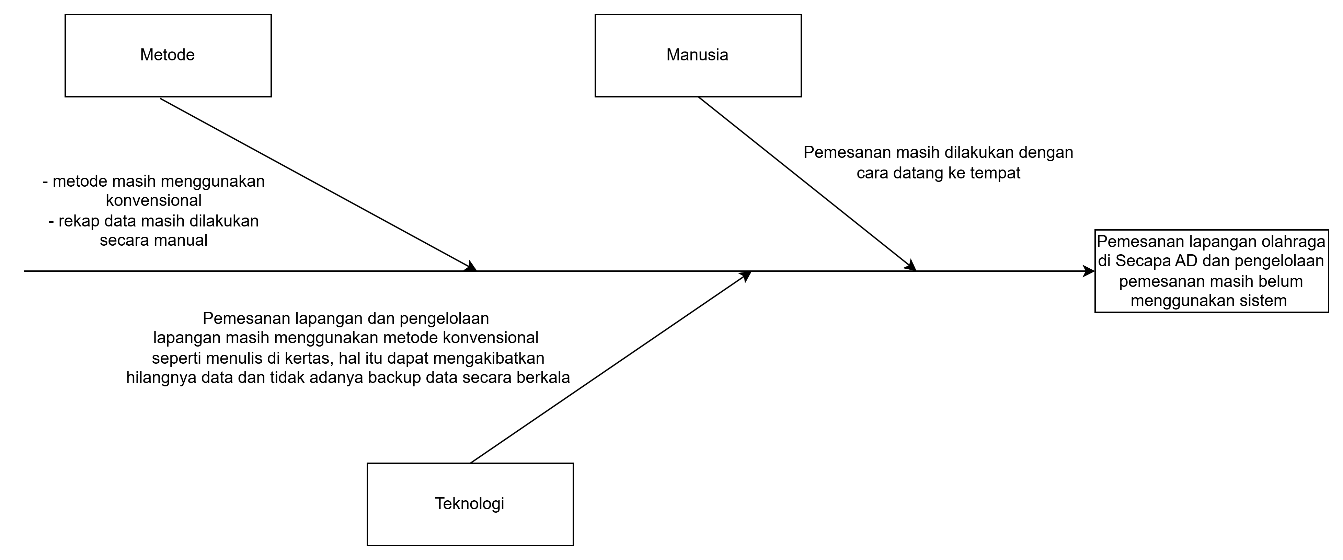 Metode
Manusia
Pemesanan masih dilakukan dengan
cara datang ke tempat
- metode masih menggunakan
konvensional
- rekap data masih dilakukan
secara manual
Pemesanan lapangan olahraga
di Secapa AD dan pengelolaan
pemesanan masih belum
menggunakan sistem
Pemesanan lapangan dan pengelolaan
lapangan masih menggunakan metode konvensional
seperti menulis di kertas, hal itu dapat mengakibatkan
hilangnya data dan tidak adanya backup data secara berkala
Teknologi